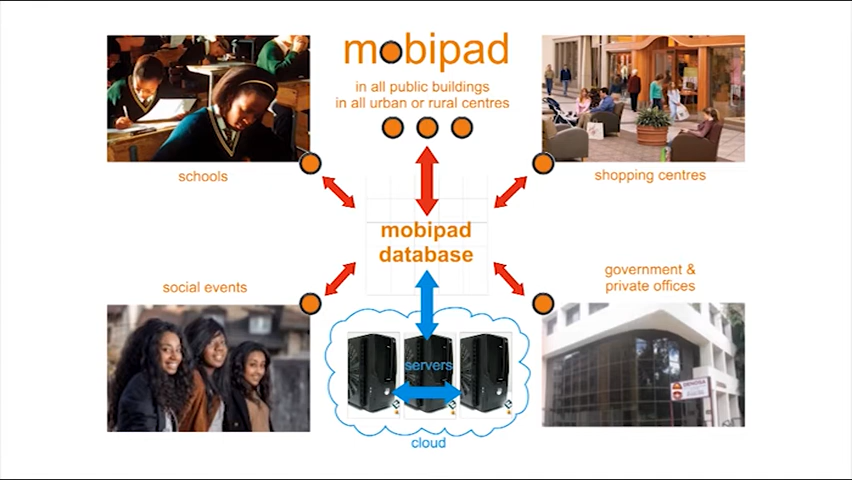 mobipad
in all public buildings
in all urban or rural centres
schools
shopping centres
mobipad
database
social events
government &
private offices
servers
DENOSA
cloud